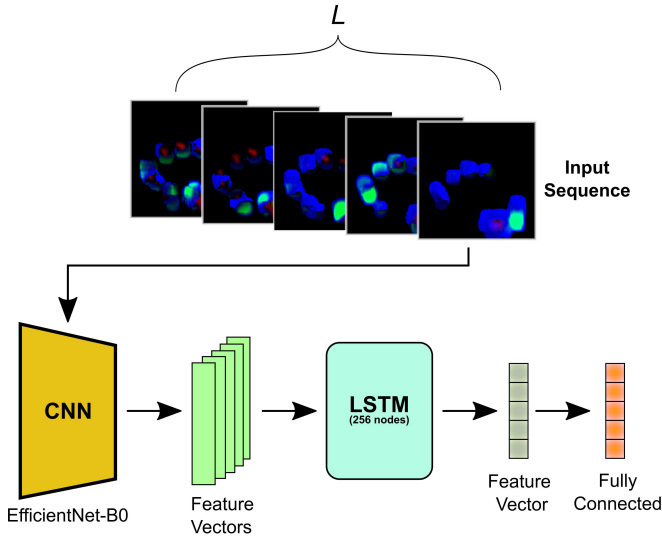 L
Input
Sequence
CNN
EfficientNet-B0
Feature
Vectors
LSTM
(256 nodes)
Feature
Vector
Fully
Connected